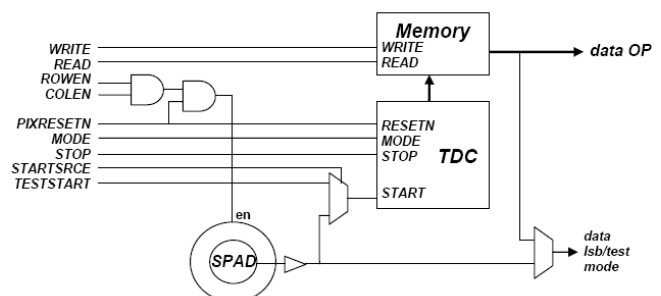 WRITE
READ
ROWEN
COLEN
PIXRESETN
MODE
STOP
STARTSRCE
TESTSTART
Memory
WRITE
READ
data OP
RESETN
MODE
STOP
TDC
START
en
SPAD
data
lsb/test
mode